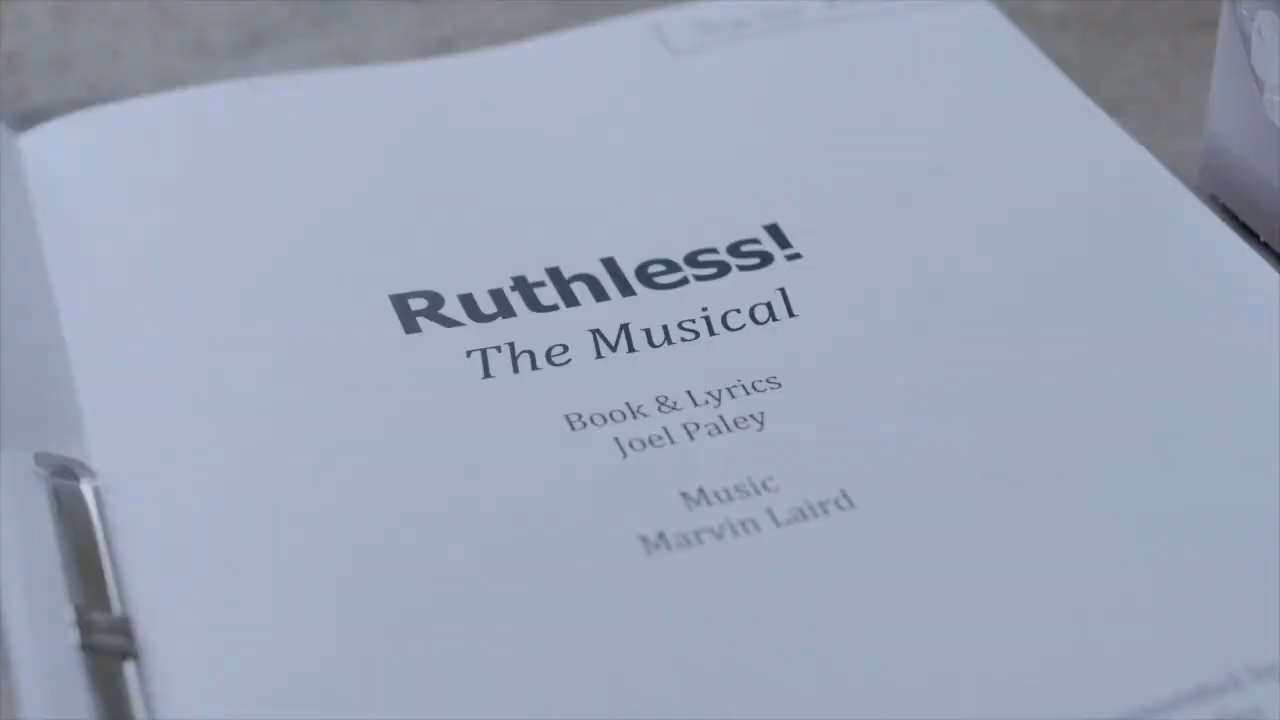 Ruthless!
The Musical
Book & Lyrics
Joel Paley
Music
Marvin Laird